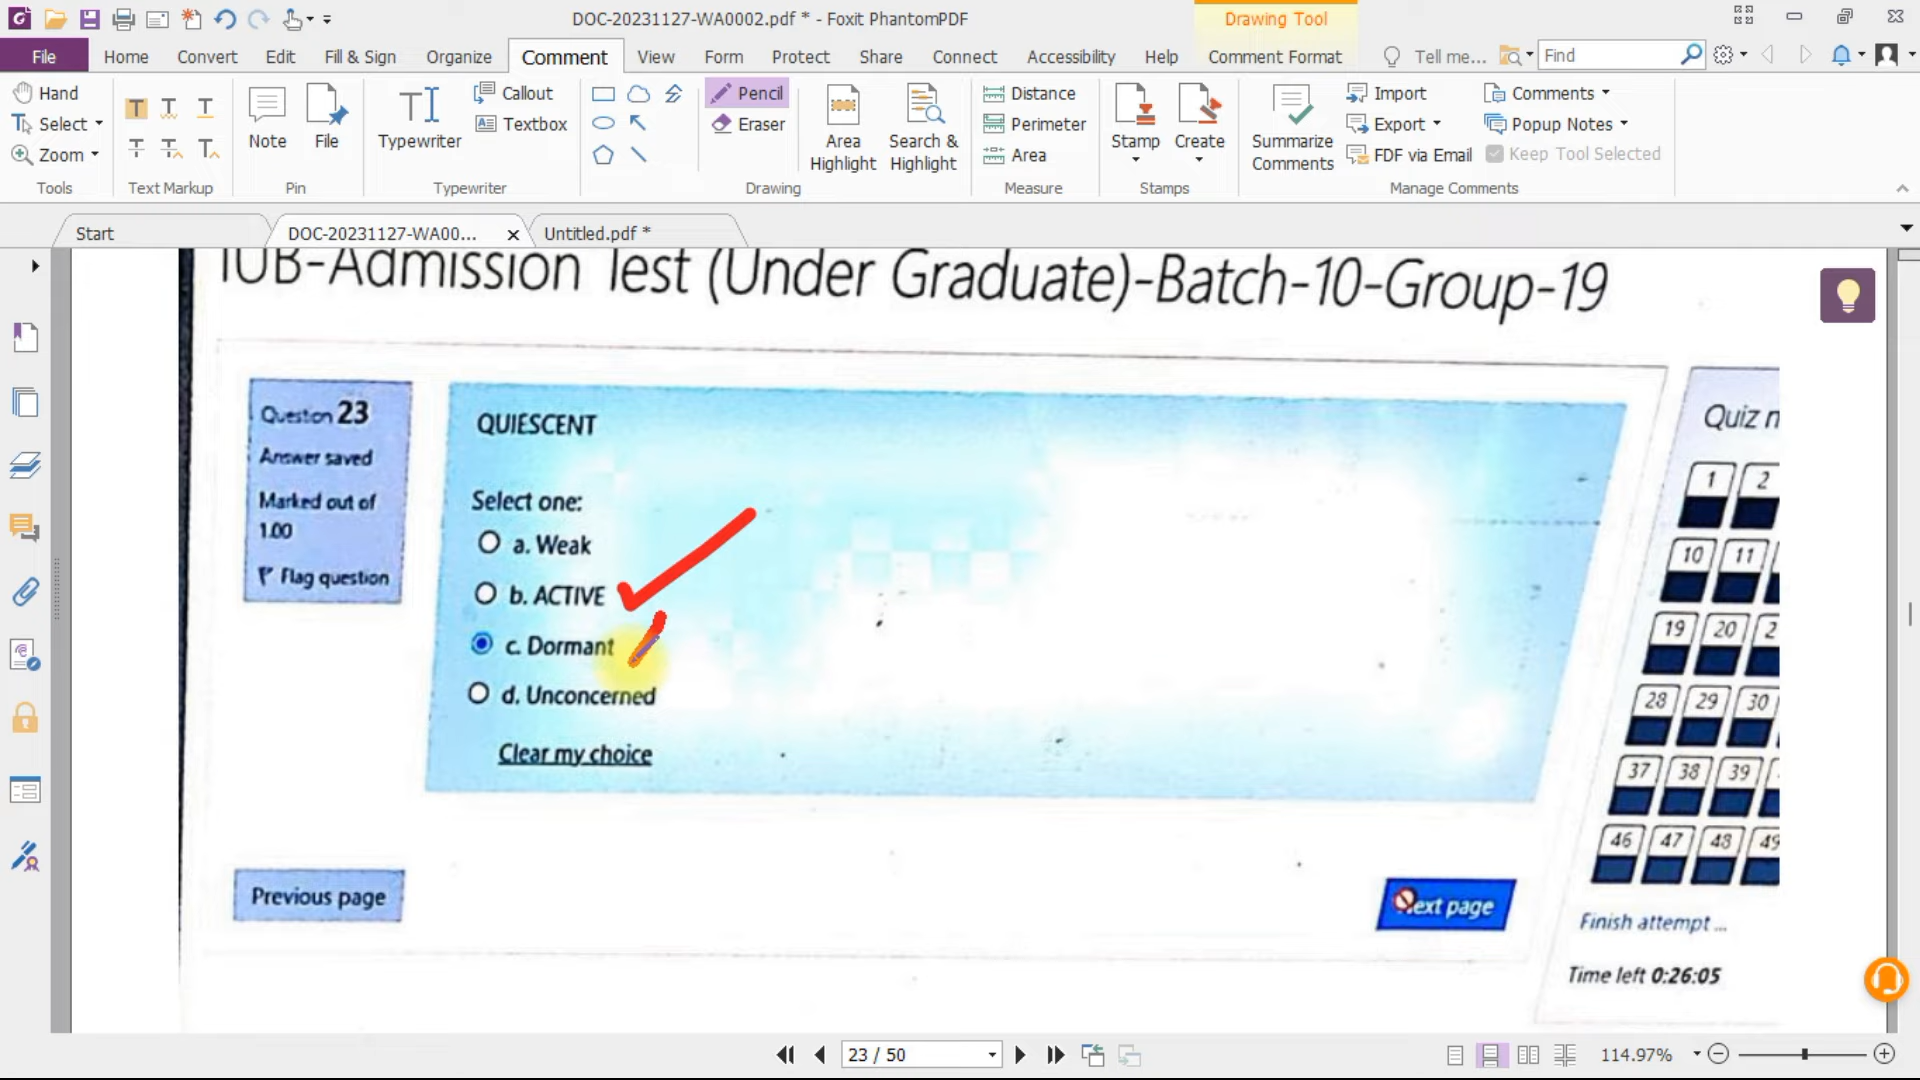 DOC-20231127-WA0002.pdf * - Foxit PhantomPDF
Drawing Tool
File Home Convert Edit Fill & Sign Organize Comment View Form Protect Share Connect Accessibility Help Comment Format Tell me... Find
Hand
Select
Zoom
Tools
Text Markup
Note
File
Pin
Typewriter
Callout
Textbox
Typewriter
Pencil
Eraser
Area Highlight
Search & Highlight
Drawing
Distance
Perimeter
Area
Measure
Stamp
Create
Stamps
Summarize Comments
Import
Export
FDF via Email
Comments
Popup Notes
Keep Tool Selected
Manage Comments
Start
DOC-20231127-WA00...
Untitled.pdf *
IUB-Admission Test (Under Graduate)-Batch-10-Group-19
Question 23
Answer saved
Marked out of
1.00
Flag question
QUIESCENT
Select one:
a. Weak
b. ACTIVE
c. Dormant
d. Unconcerned
Clear my choice
Previous page
Next page
Quiz n
1 2
10 11
19 20 2
28 29 30
37 38 39
46 47 48 49
Finish attempt ...
Time left 0:26:05
23 / 50
114.97%